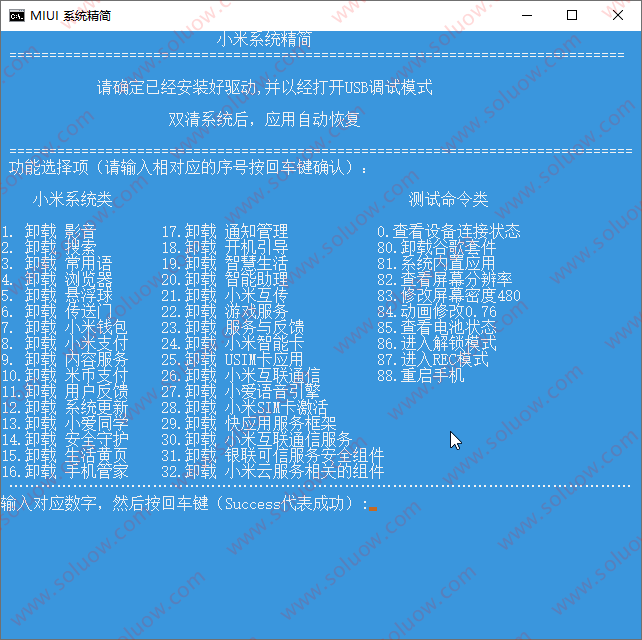 MIUI 系统精简
小米系统精简
请确定已经安装好驱动,并以经打开USB调试模式
双清系统后，应用自动恢复
功能选择项（请输入相对应的序号按回车键确认）：
小米系统类 测试命令类
1. 卸载 影音 17.卸载 通知管理 0.查看设备连接状态
2. 卸载 搜索 18.卸载 开机引导 80.卸载谷歌套件
3. 卸载 常用语 19.卸载 智慧生活 81.系统内置应用
4. 卸载 浏览器 20.卸载 智能助理 82.查看屏幕分辨率
5. 卸载 悬浮球 21.卸载 小米互传 83.修改屏幕密度480
6. 卸载 传送门 22.卸载 游戏服务 84.动画修改0.76
7. 卸载 小米钱包 23.卸载 服务与反馈 85.查看电池状态
8. 卸载 小米支付 24.卸载 小米智能卡 86.进入解锁模式
9. 卸载 内容服务 25.卸载 USIM卡应用 87.进入REC模式
10.卸载 米币支付 26.卸载 小米互联通信 88.重启手机
11.卸载 用户反馈 27.卸载 小爱语音引擎
12.卸载 系统更新 28.卸载 小米SIM卡激活
13.卸载 小爱同学 29.卸载 快应用服务框架
14.卸载 安全守护 30.卸载 小米互联通信服务
15.卸载 生活黄页 31.卸载 银联可信服务安全组件
16.卸载 手机管家 32.卸载 小米云服务相关的组件
输入对应数字，然后按回车键（Success代表成功）:
www.soluow.com